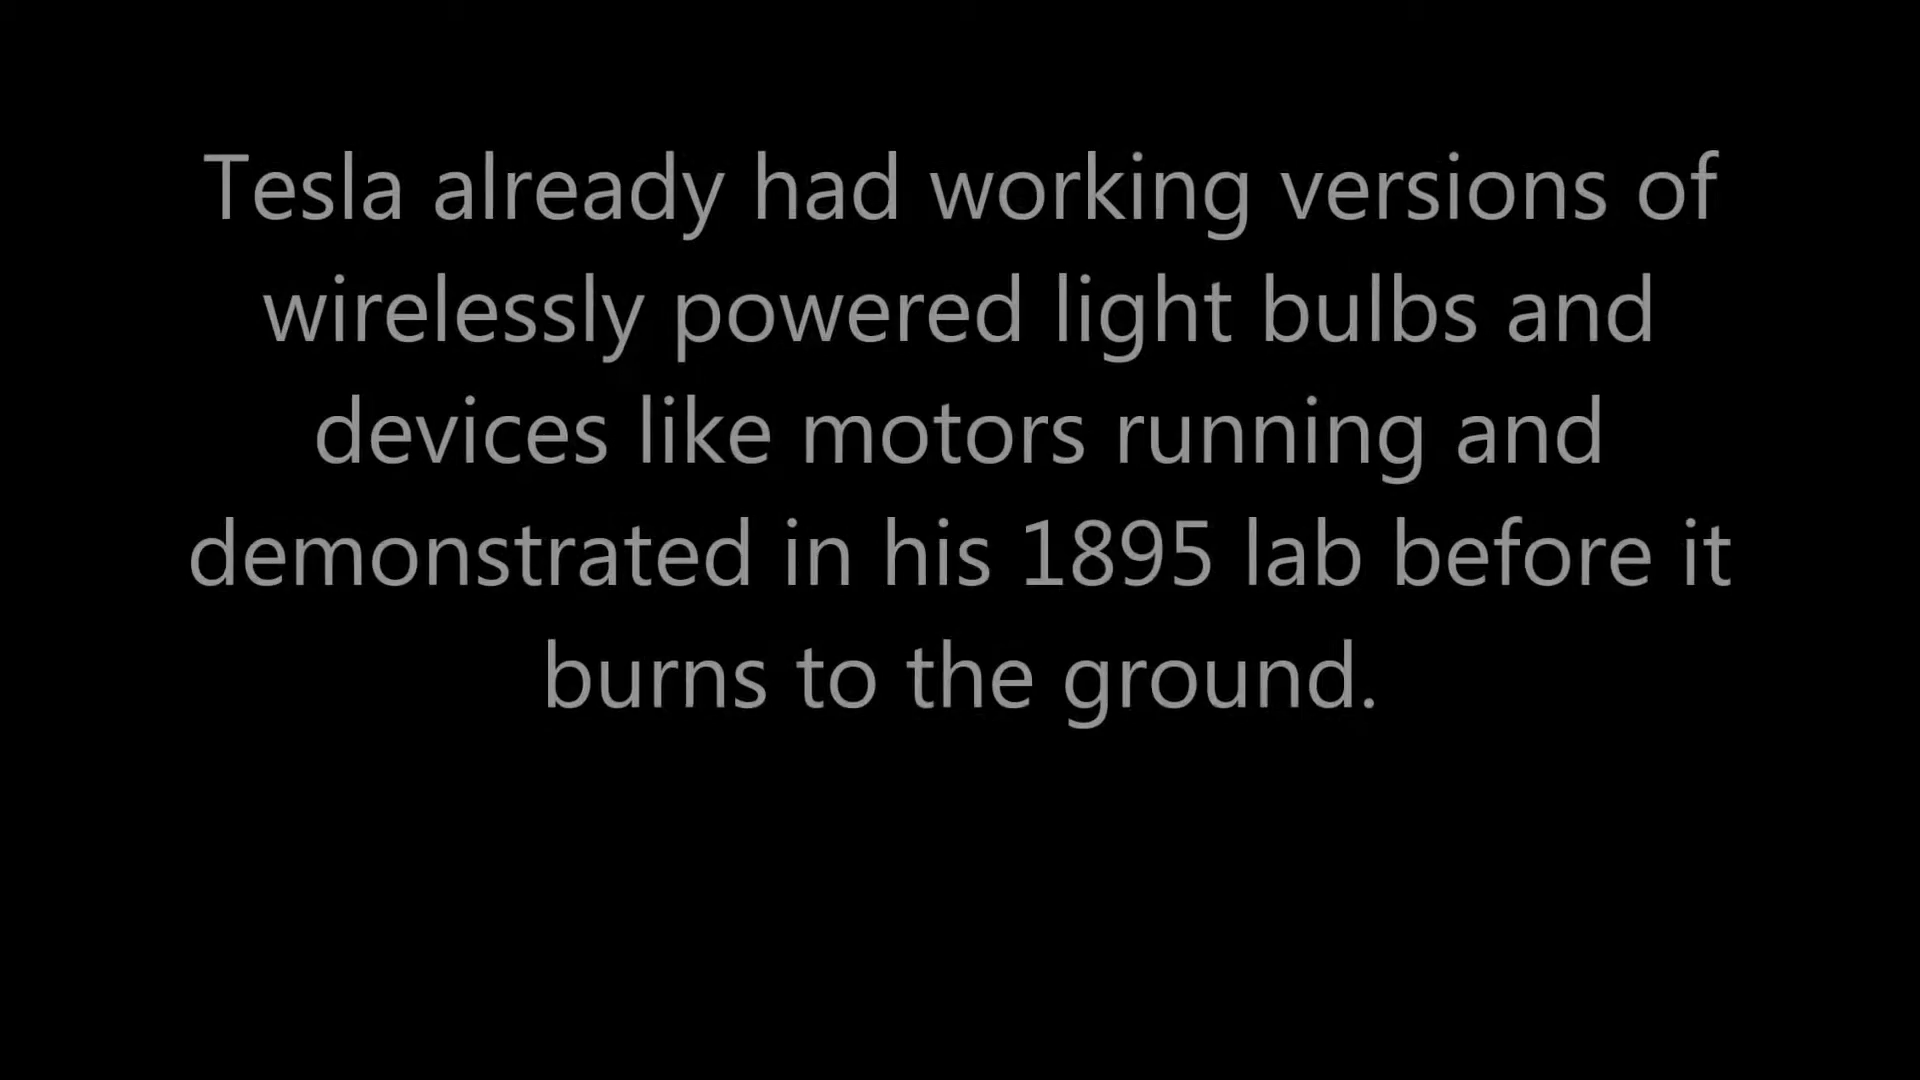 Tesla already had working versions of
wirelessly powered light bulbs and
devices like motors running and
demonstrated in his 1895 lab before it
burns to the ground.